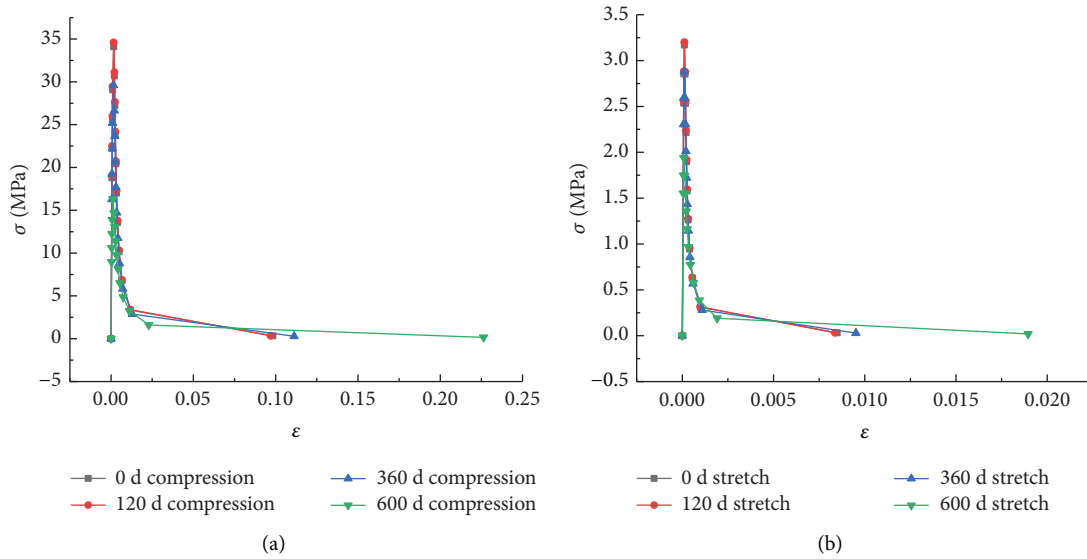 35
30
25
20
15
10
5
0
−5
σ (MPa)
0.00 0.05 0.10 0.15 0.20 0.25
ε
0 d compression
120 d compression
360 d compression
600 d compression
(a)
3.5
3.0
2.5
2.0
1.5
1.0
0.5
0.0
−0.5
σ (MPa)
0.000 0.005 0.010 0.015 0.020
ε
0 d stretch
120 d stretch
360 d stretch
600 d stretch
(b)